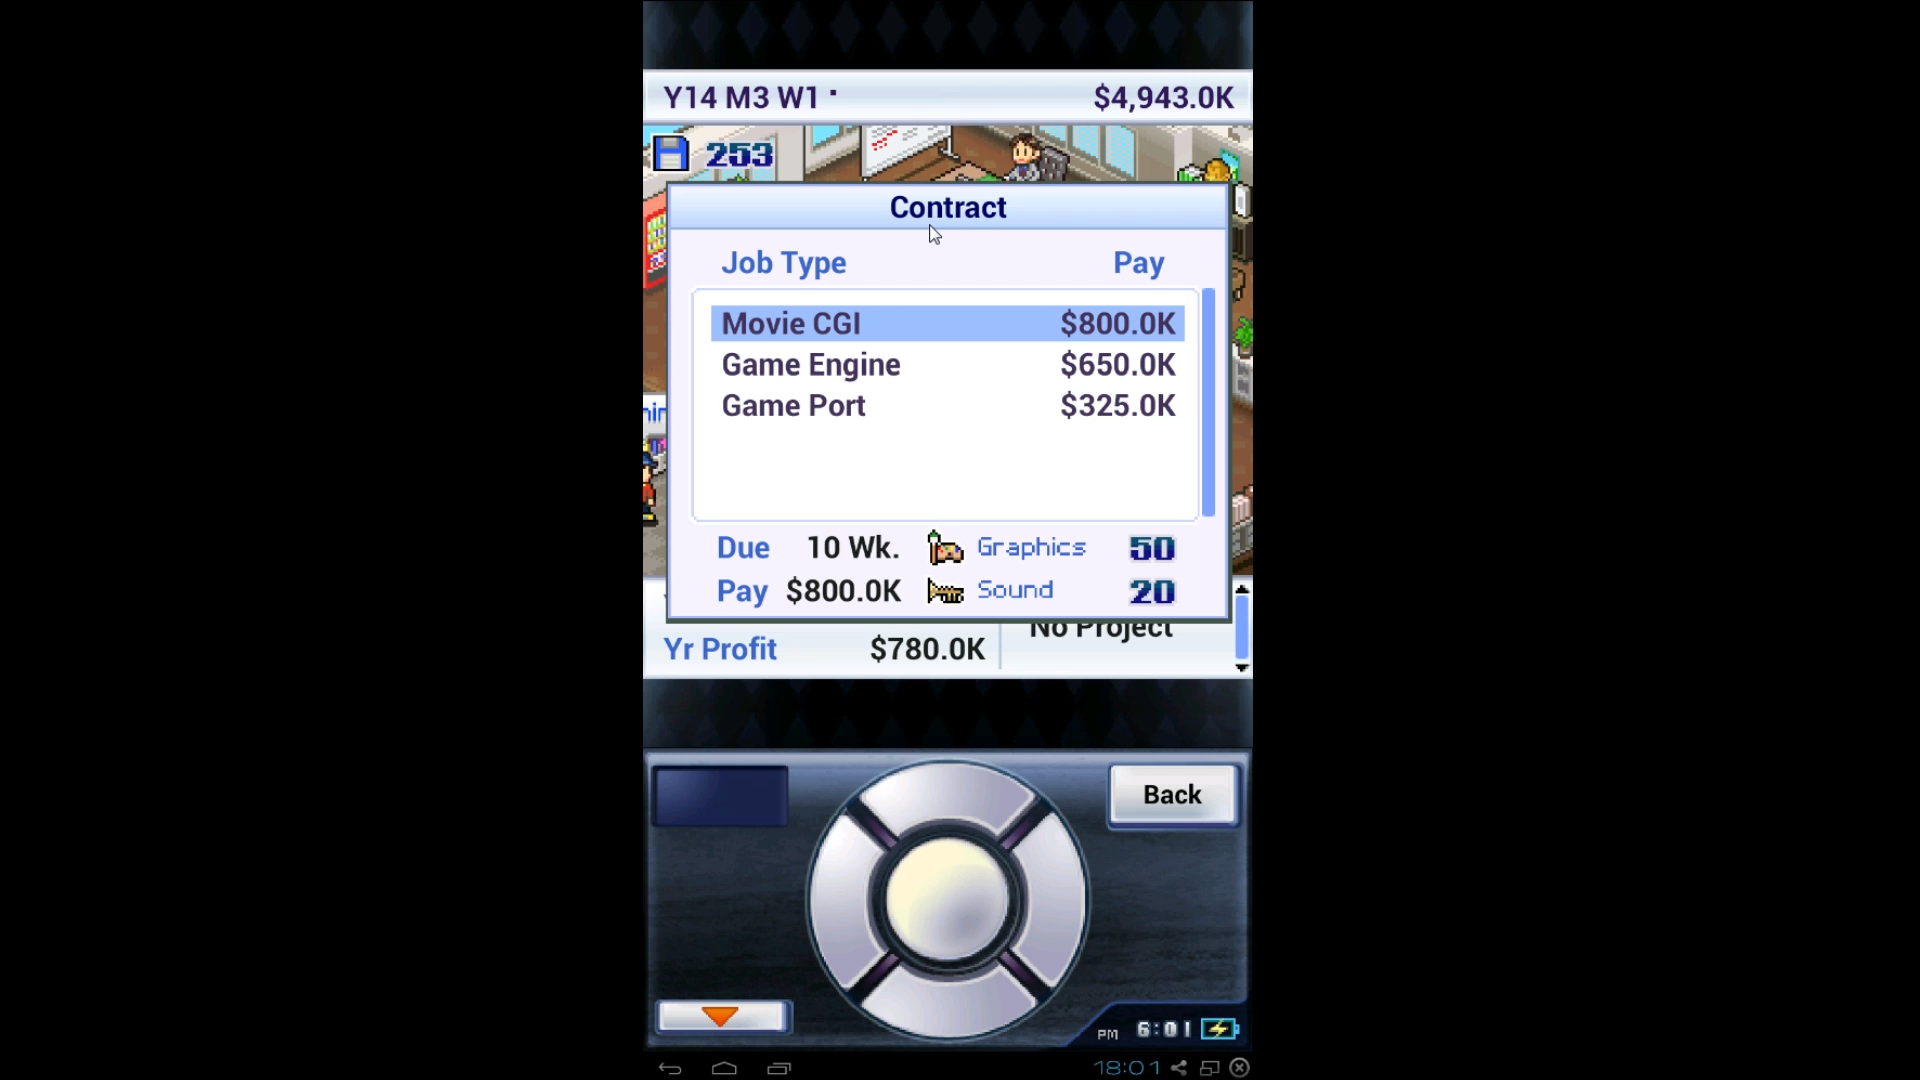 Y14 M3 W1 $4,943.0K
253
Contract
Job Type Pay
Movie CGI $800.0K
Game Engine $650.0K
Game Port $325.0K
Due 10 Wk. Graphics 50
Pay $800.0K Sound 20
No Project
Yr Profit $780.0K
Back
PM 6:01
18:01